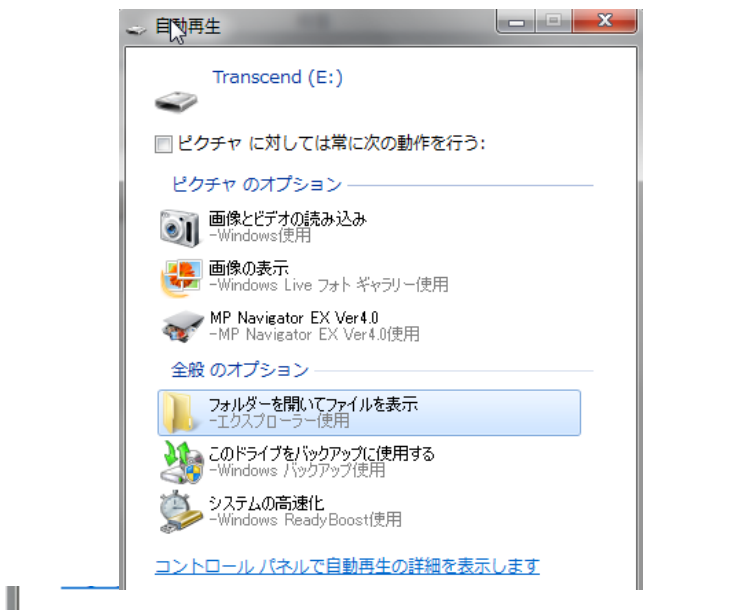 自動再生
Transcend (E:)
ピクチャ に対しては常に次の動作を行う:
ピクチャ のオプション
画像とビデオの読み込み
-Windows使用
画像の表示
-Windows Live フォト ギャラリー使用
MP Navigator EX Ver4.0
-MP Navigator EX Ver4.0使用
全般 のオプション
フォルダーを開いてファイルを表示
-エクスプローラー使用
このドライブをバックアップに使用する
-Windows バックアップ使用
システムの高速化
-Windows ReadyBoost使用
コントロール パネルで自動再生の詳細を表示します